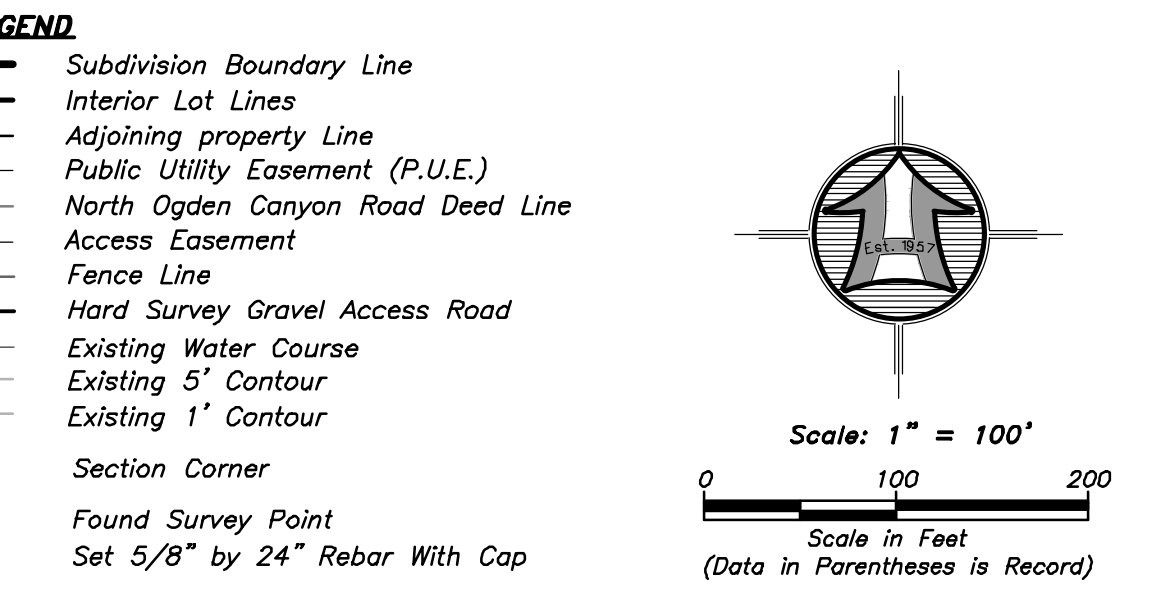 GEND
Subdivision Boundary Line
Interior Lot Lines
Adjoining property Line
Public Utility Easement (P.U.E.)
North Ogden Canyon Road Deed Line
Access Easement
Fence Line
Hard Survey Gravel Access Road
Existing Water Course
Existing 5' Contour
Existing 1' Contour
Section Corner
Found Survey Point
Set 5/8" by 24" Rebar With Cap
Est. 1957
Scale: 1" = 100'
0 100 200
Scale in Feet
(Data in Parentheses is Record)